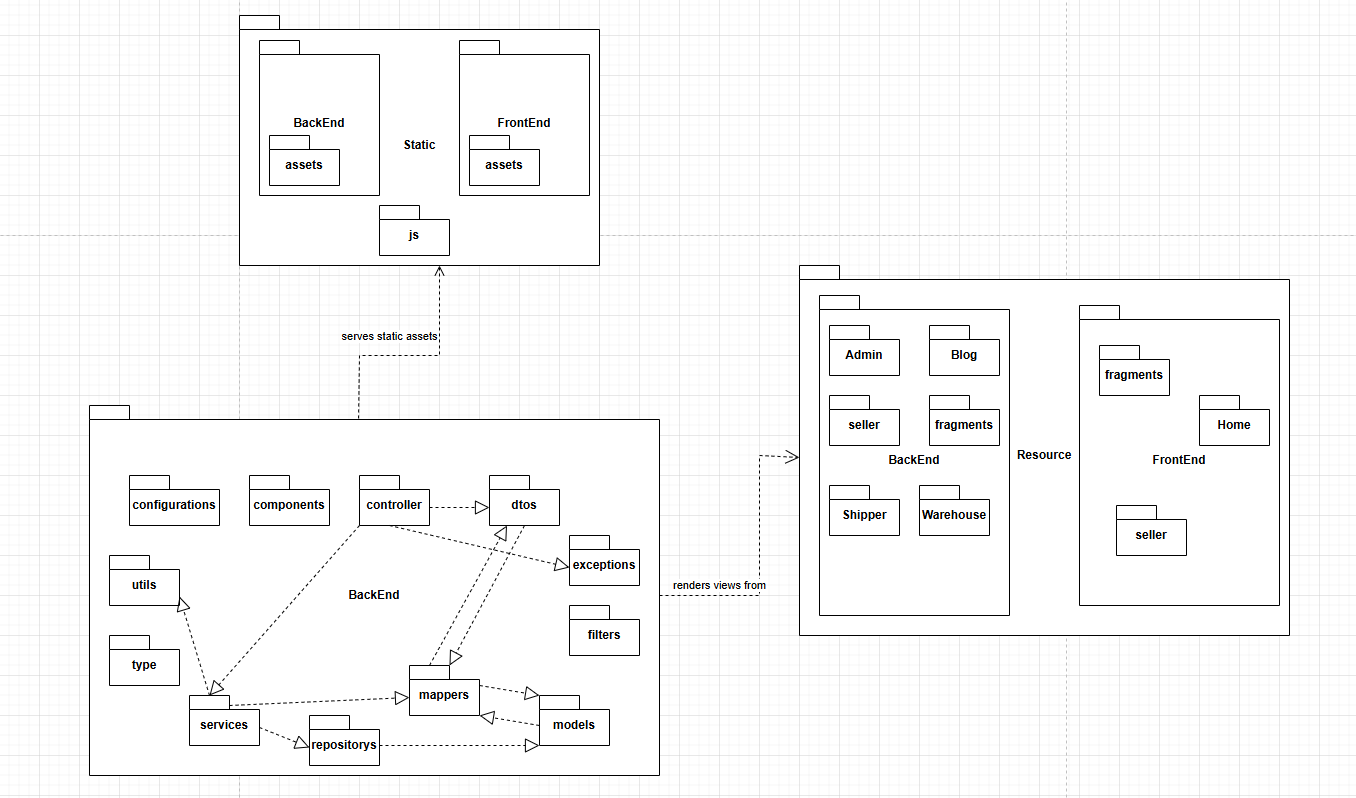 BackEnd
FrontEnd
Static
assets
assets
js
serves static assets
Admin
Blog
fragments
seller
fragments
Home
BackEnd
Resource
FrontEnd
Shipper
Warehouse
seller
configurations
components
controller
dtos
exceptions
utils
BackEnd
renders views from
filters
type
mappers
services
models
repositorys